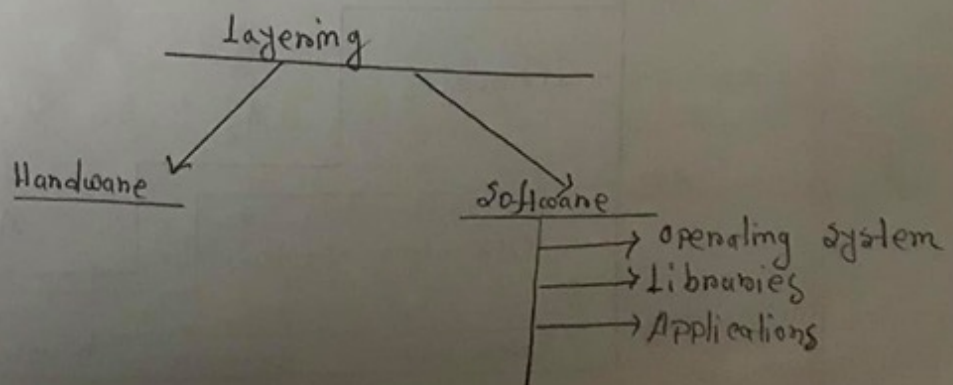 Layering
Hardware
Software
Operating System
Libraries
Applications